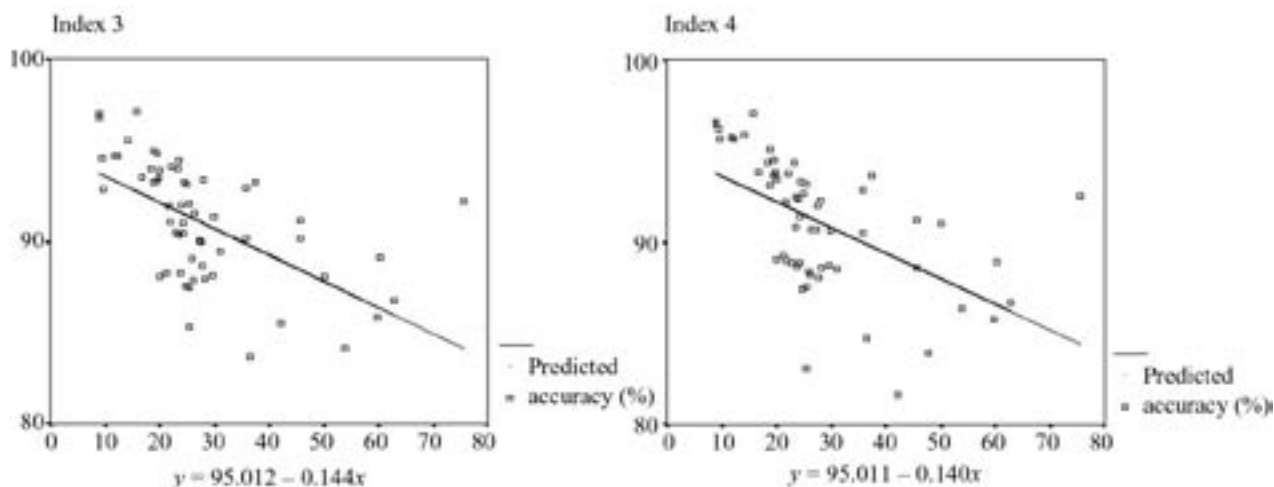 Index 3
100
90
80
0 10 20 30 40 50 60 70 80
Predicted
accuracy (%)
y = 95.012 – 0.144x
Index 4
100
90
80
0 10 20 30 40 50 60 70 80
Predicted
accuracy (%)
y = 95.011 – 0.140x